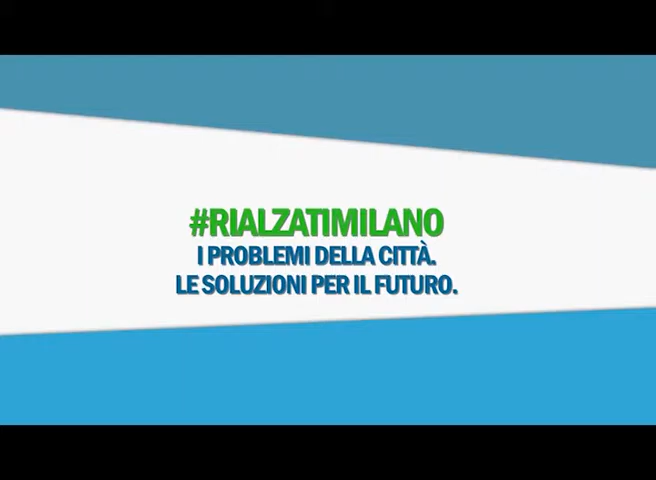 #RIALZATIMILANO
I PROBLEMI DELLA CITTÀ.
LE SOLUZIONI PER IL FUTURO.